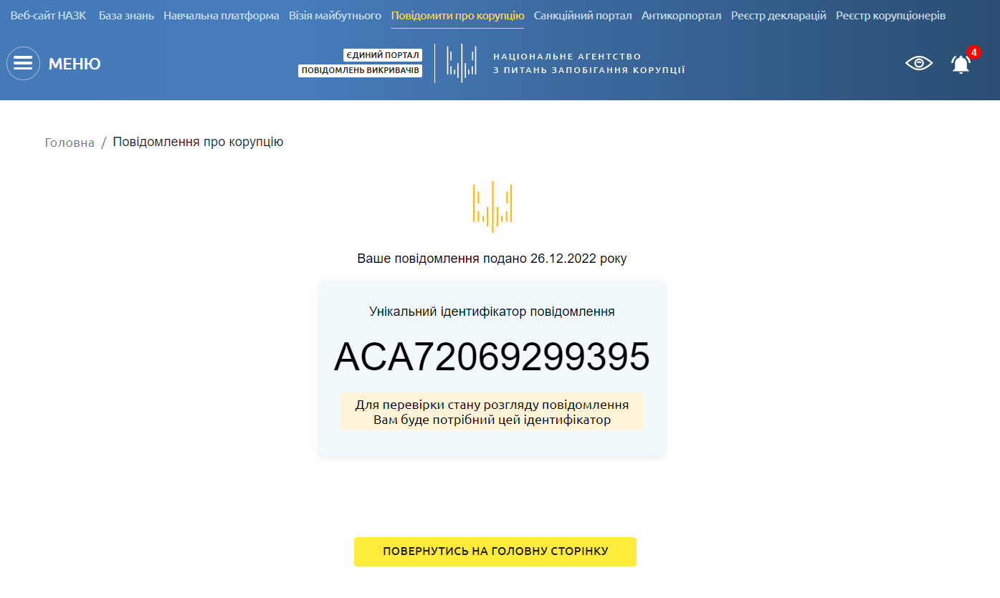 Веб-сайт НАЗК База знань Навчальна платформа Візія майбутнього Повідомити про корупцію Санкційний портал Антикорпортал Реєстр декларацій Реєстр корупціонерів
МЕНЮ
ЄДИНИЙ ПОРТАЛ
ПОВІДОМЛЕНЬ ВИКРИВАЧІВ
НАЦІОНАЛЬНЕ АГЕНТСТВО
З ПИТАНЬ ЗАПОБІГАННЯ КОРУПЦІЇ
4
Головна / Повідомлення про корупцію
Ваше повідомлення подано 26.12.2022 року
Унікальний ідентифікатор повідомлення
ACA72069299395
Для перевірки стану розгляду повідомлення
Вам буде потрібний цей ідентифікатор
ПОВЕРНУТИСЬ НА ГОЛОВНУ СТОРІНКУ